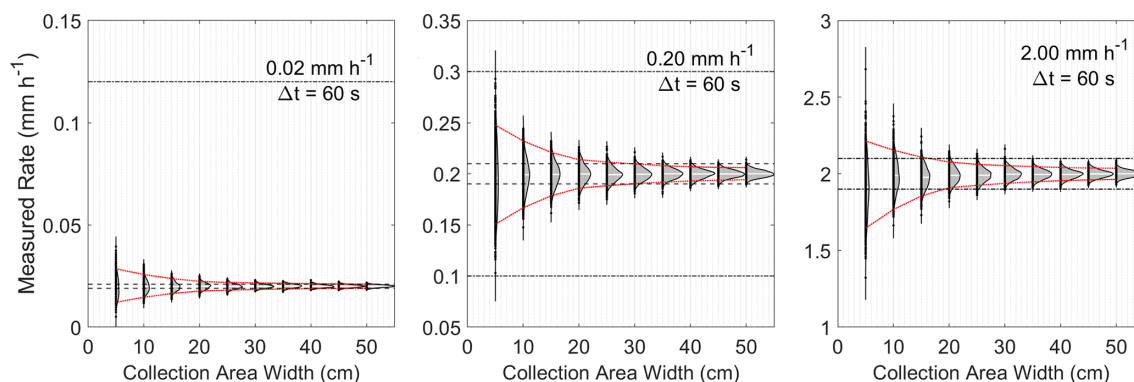 Measured Rate (mm h-1)
0.15
0.1
0.05
0
0.02 mm h-1
Δt = 60 s
0 10 20 30 40 50
Collection Area Width (cm)
0.35
0.3
0.25
0.2
0.15
0.1
0.05
0.20 mm h-1
Δt = 60 s
0 10 20 30 40 50
Collection Area Width (cm)
3
2.5
2
1.5
1
2.00 mm h-1
Δt = 60 s
0 10 20 30 40 50
Collection Area Width (cm)